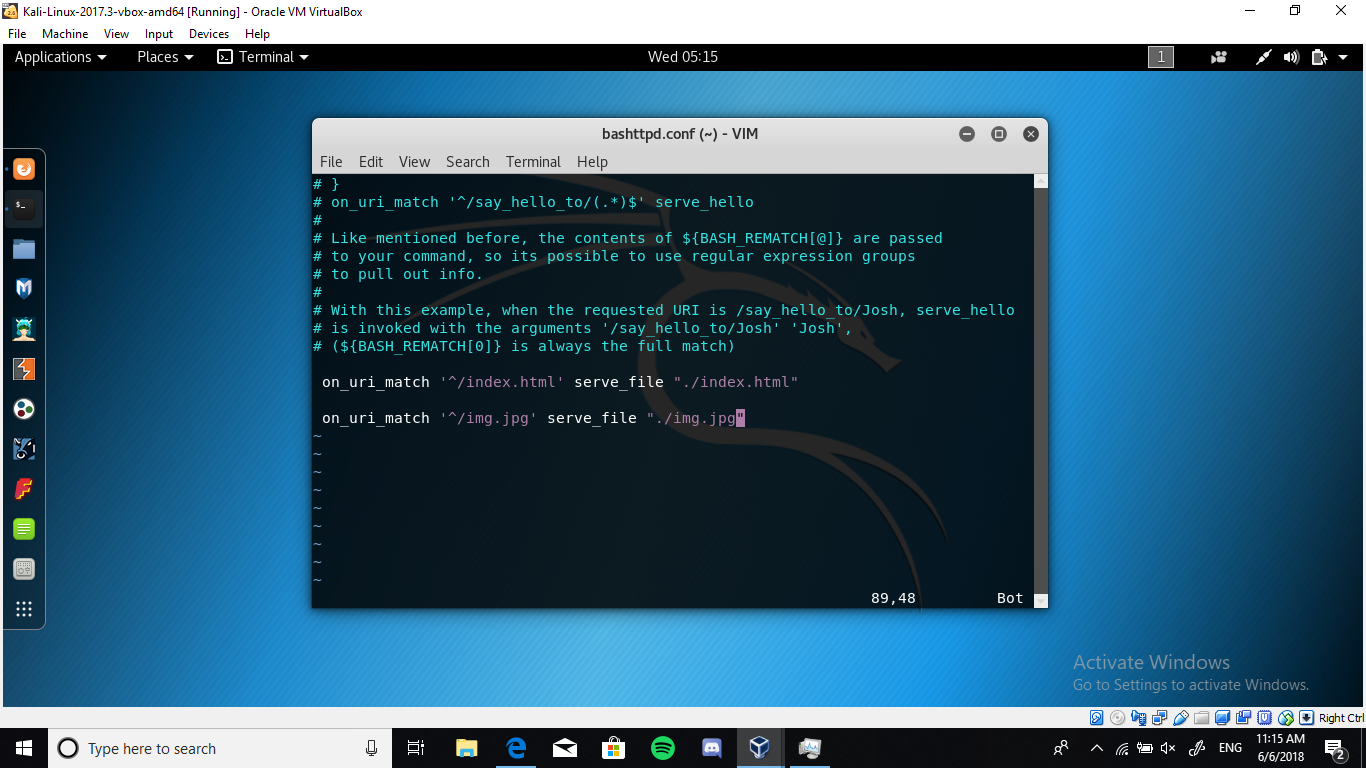 Kali-Linux-2017.3-vbox-amd64 [Running] - Oracle VM VirtualBox
File Machine View Input Devices Help
Applications Places Terminal Wed 05:15 1
bashttpd.conf (~) - VIM
File Edit View Search Terminal Help
# }
# on_uri_match '^/say_hello_to/(.*)$' serve_hello
#
# Like mentioned before, the contents of ${BASH_REMATCH[@]} are passed
# to your command, so its possible to use regular expression groups
# to pull out info.
#
# With this example, when the requested URI is /say_hello_to/Josh, serve_hello
# is invoked with the arguments '/say_hello_to/Josh' 'Josh',
# (${BASH_REMATCH[0]} is always the full match)
on_uri_match '^/index.html' serve_file "./index.html"
on_uri_match '^/img.jpg' serve_file "./img.jpg"
~
~
~
~
~
~
~
~
~
89,48 Bot
Activate Windows
Go to Settings to activate Windows.
Right Ctrl
Type here to search
ENG
11:15 AM
6/6/2018
2